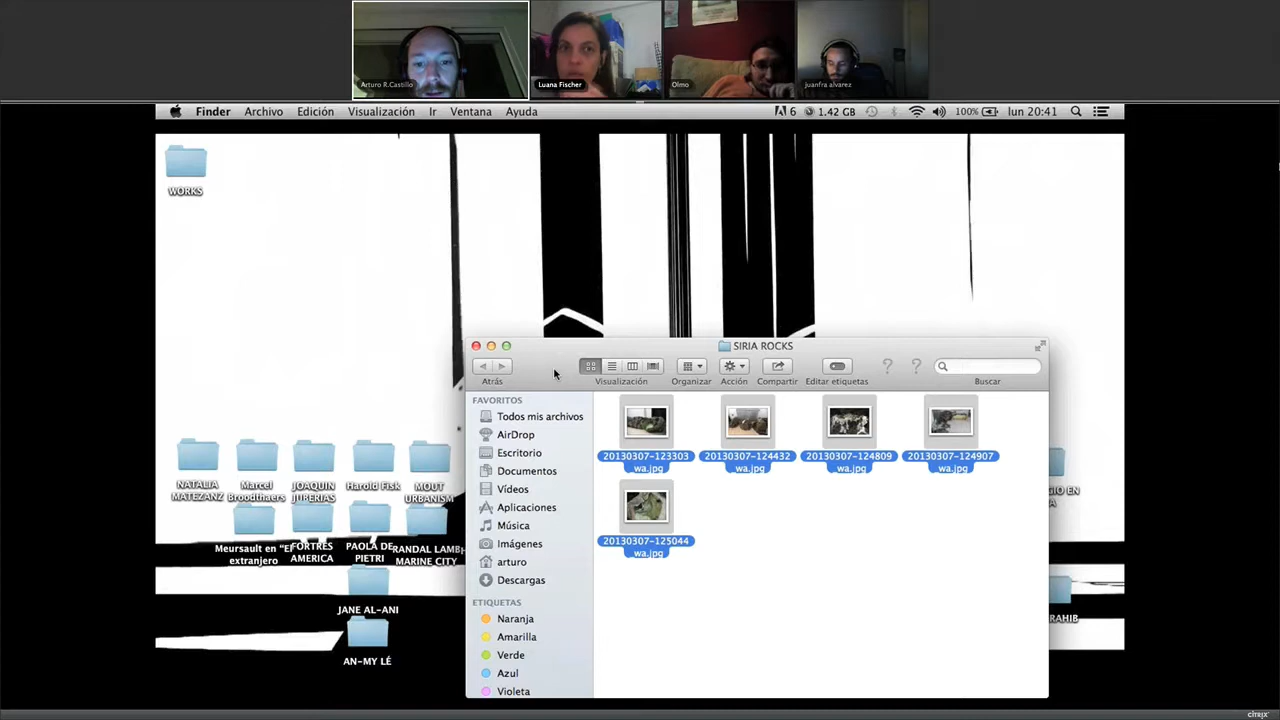 Arturo R.Castillo
Luana Fischer
Olmo
juanfra alvarez
Finder Archivo Edición Visualización Ir Ventana Ayuda
6 1.42 GB 100% lun 20:41
WORKS
SIRIA ROCKS
Atrás Visualización Organizar Acción Compartir Editar etiquetas Buscar
FAVORITOS
Todos mis archivos
AirDrop
Escritorio
Documentos
Vídeos
Aplicaciones
Música
Imágenes
arturo
Descargas
ETIQUETAS
Naranja
Amarilla
Verde
Azul
Violeta
20130307-123303
wa.jpg
20130307-124432
wa.jpg
20130307-124809
wa.jpg
20130307-124907
wa.jpg
20130307-125044
wa.jpg
NATALIA
MATEZANZ
Marcel
Broodthaers
JOAQUIN
JUBERIAS
Harold Fisk
MOUT
URBANISM
Meursault en "El
extranjero
FORTRES
AMERICA
PAOLA DE
PIETRI
RANDAL LAMB
MARINE CITY
JANE AL-ANI
AN-MY LÉ
GIO EN
A
RAHIB
CITRIX